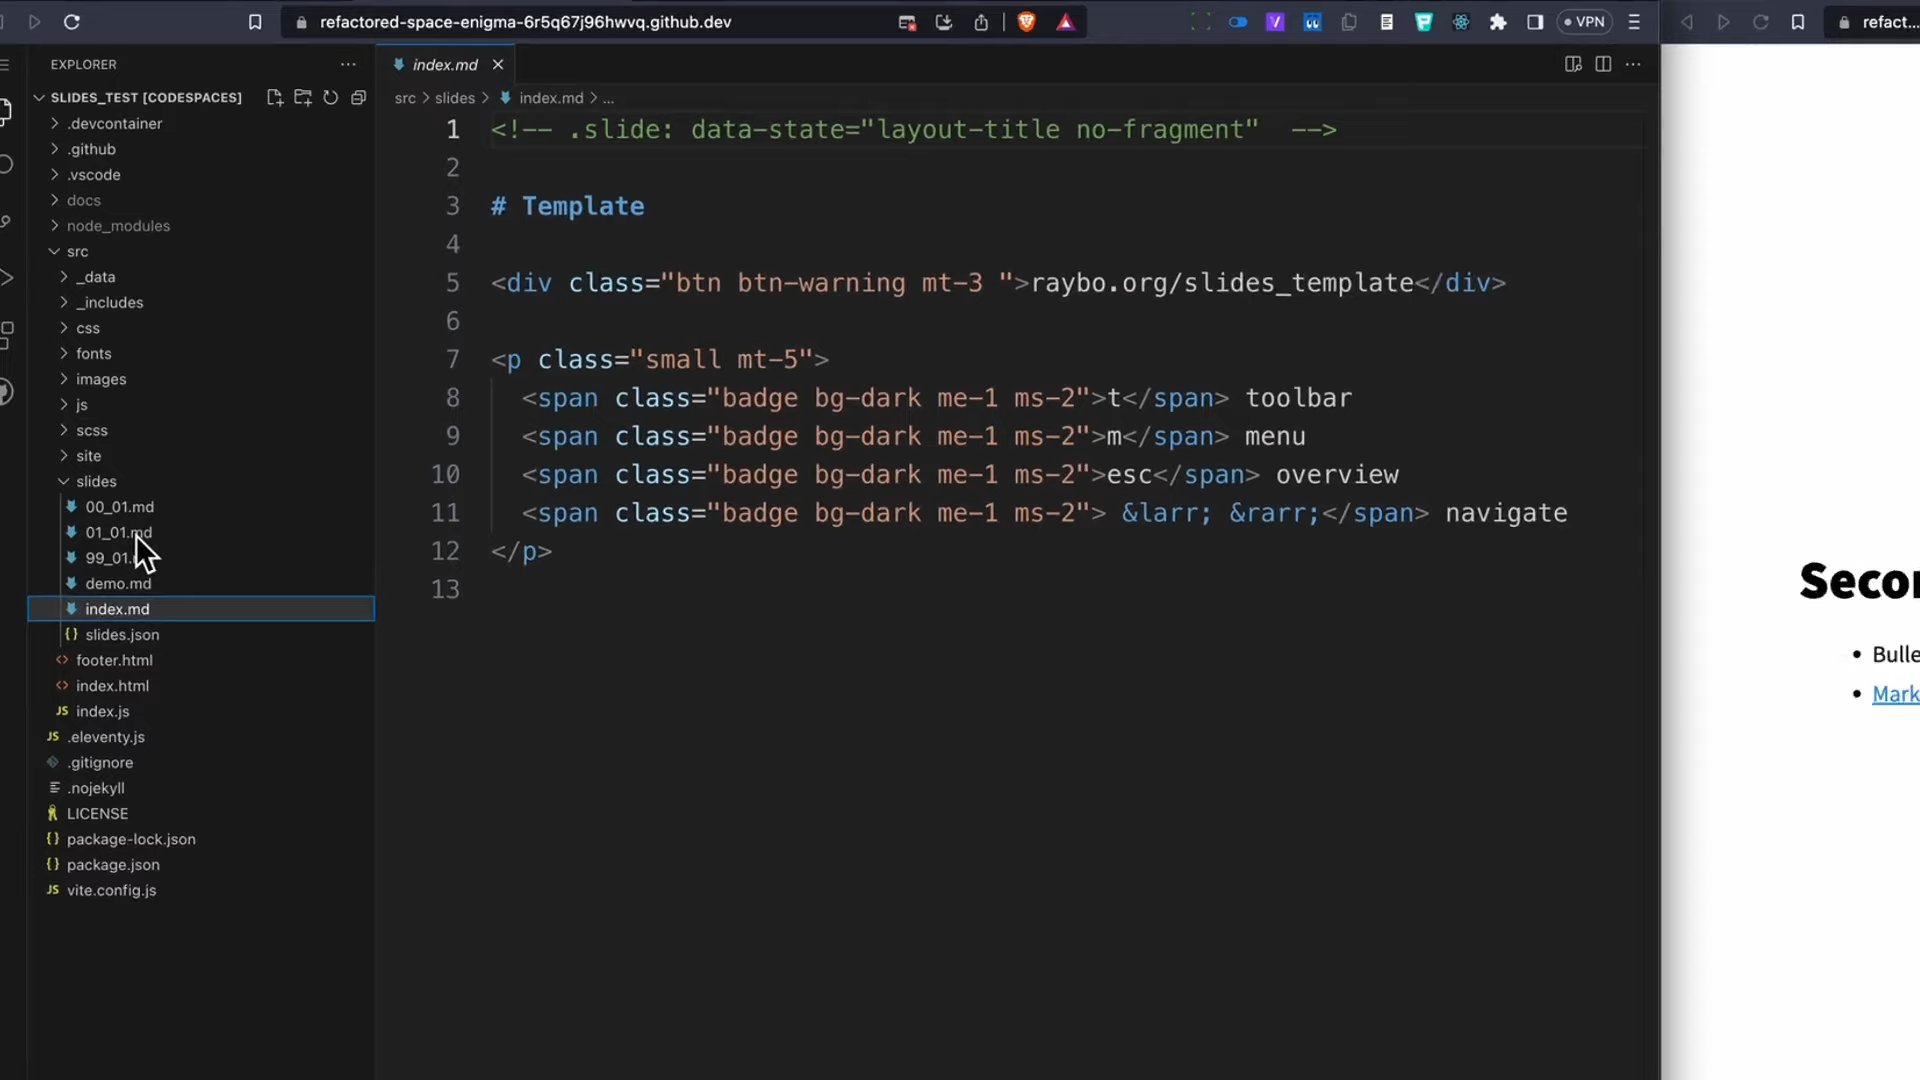 refactored-space-enigma-6r5q67j96hwvq.github.dev
VPN
refact...
EXPLORER
SLIDES_TEST [CODESPACES]
.devcontainer
.github
.vscode
docs
node_modules
src
_data
_includes
css
fonts
images
js
scss
site
slides
00_01.md
01_01.md
99_01.
demo.md
index.md
slides.json
footer.html
index.html
index.js
.eleventy.js
.gitignore
.nojekyll
LICENSE
package-lock.json
package.json
vite.config.js
index.md
src > slides > index.md > ...
1 <!-- .slide: data-state="layout-title no-fragment"  -->
2
3 # Template
4
5 <div class="btn btn-warning mt-3 ">raybo.org/slides_template</div>
6
7 <p class="small mt-5">
8 <span class="badge bg-dark me-1 ms-2">t</span> toolbar
9 <span class="badge bg-dark me-1 ms-2">m</span> menu
10 <span class="badge bg-dark me-1 ms-2">esc</span> overview
11 <span class="badge bg-dark me-1 ms-2"> &larr; &rarr;</span> navigate
12 </p>
13
Secon
• Bulle
• Mark